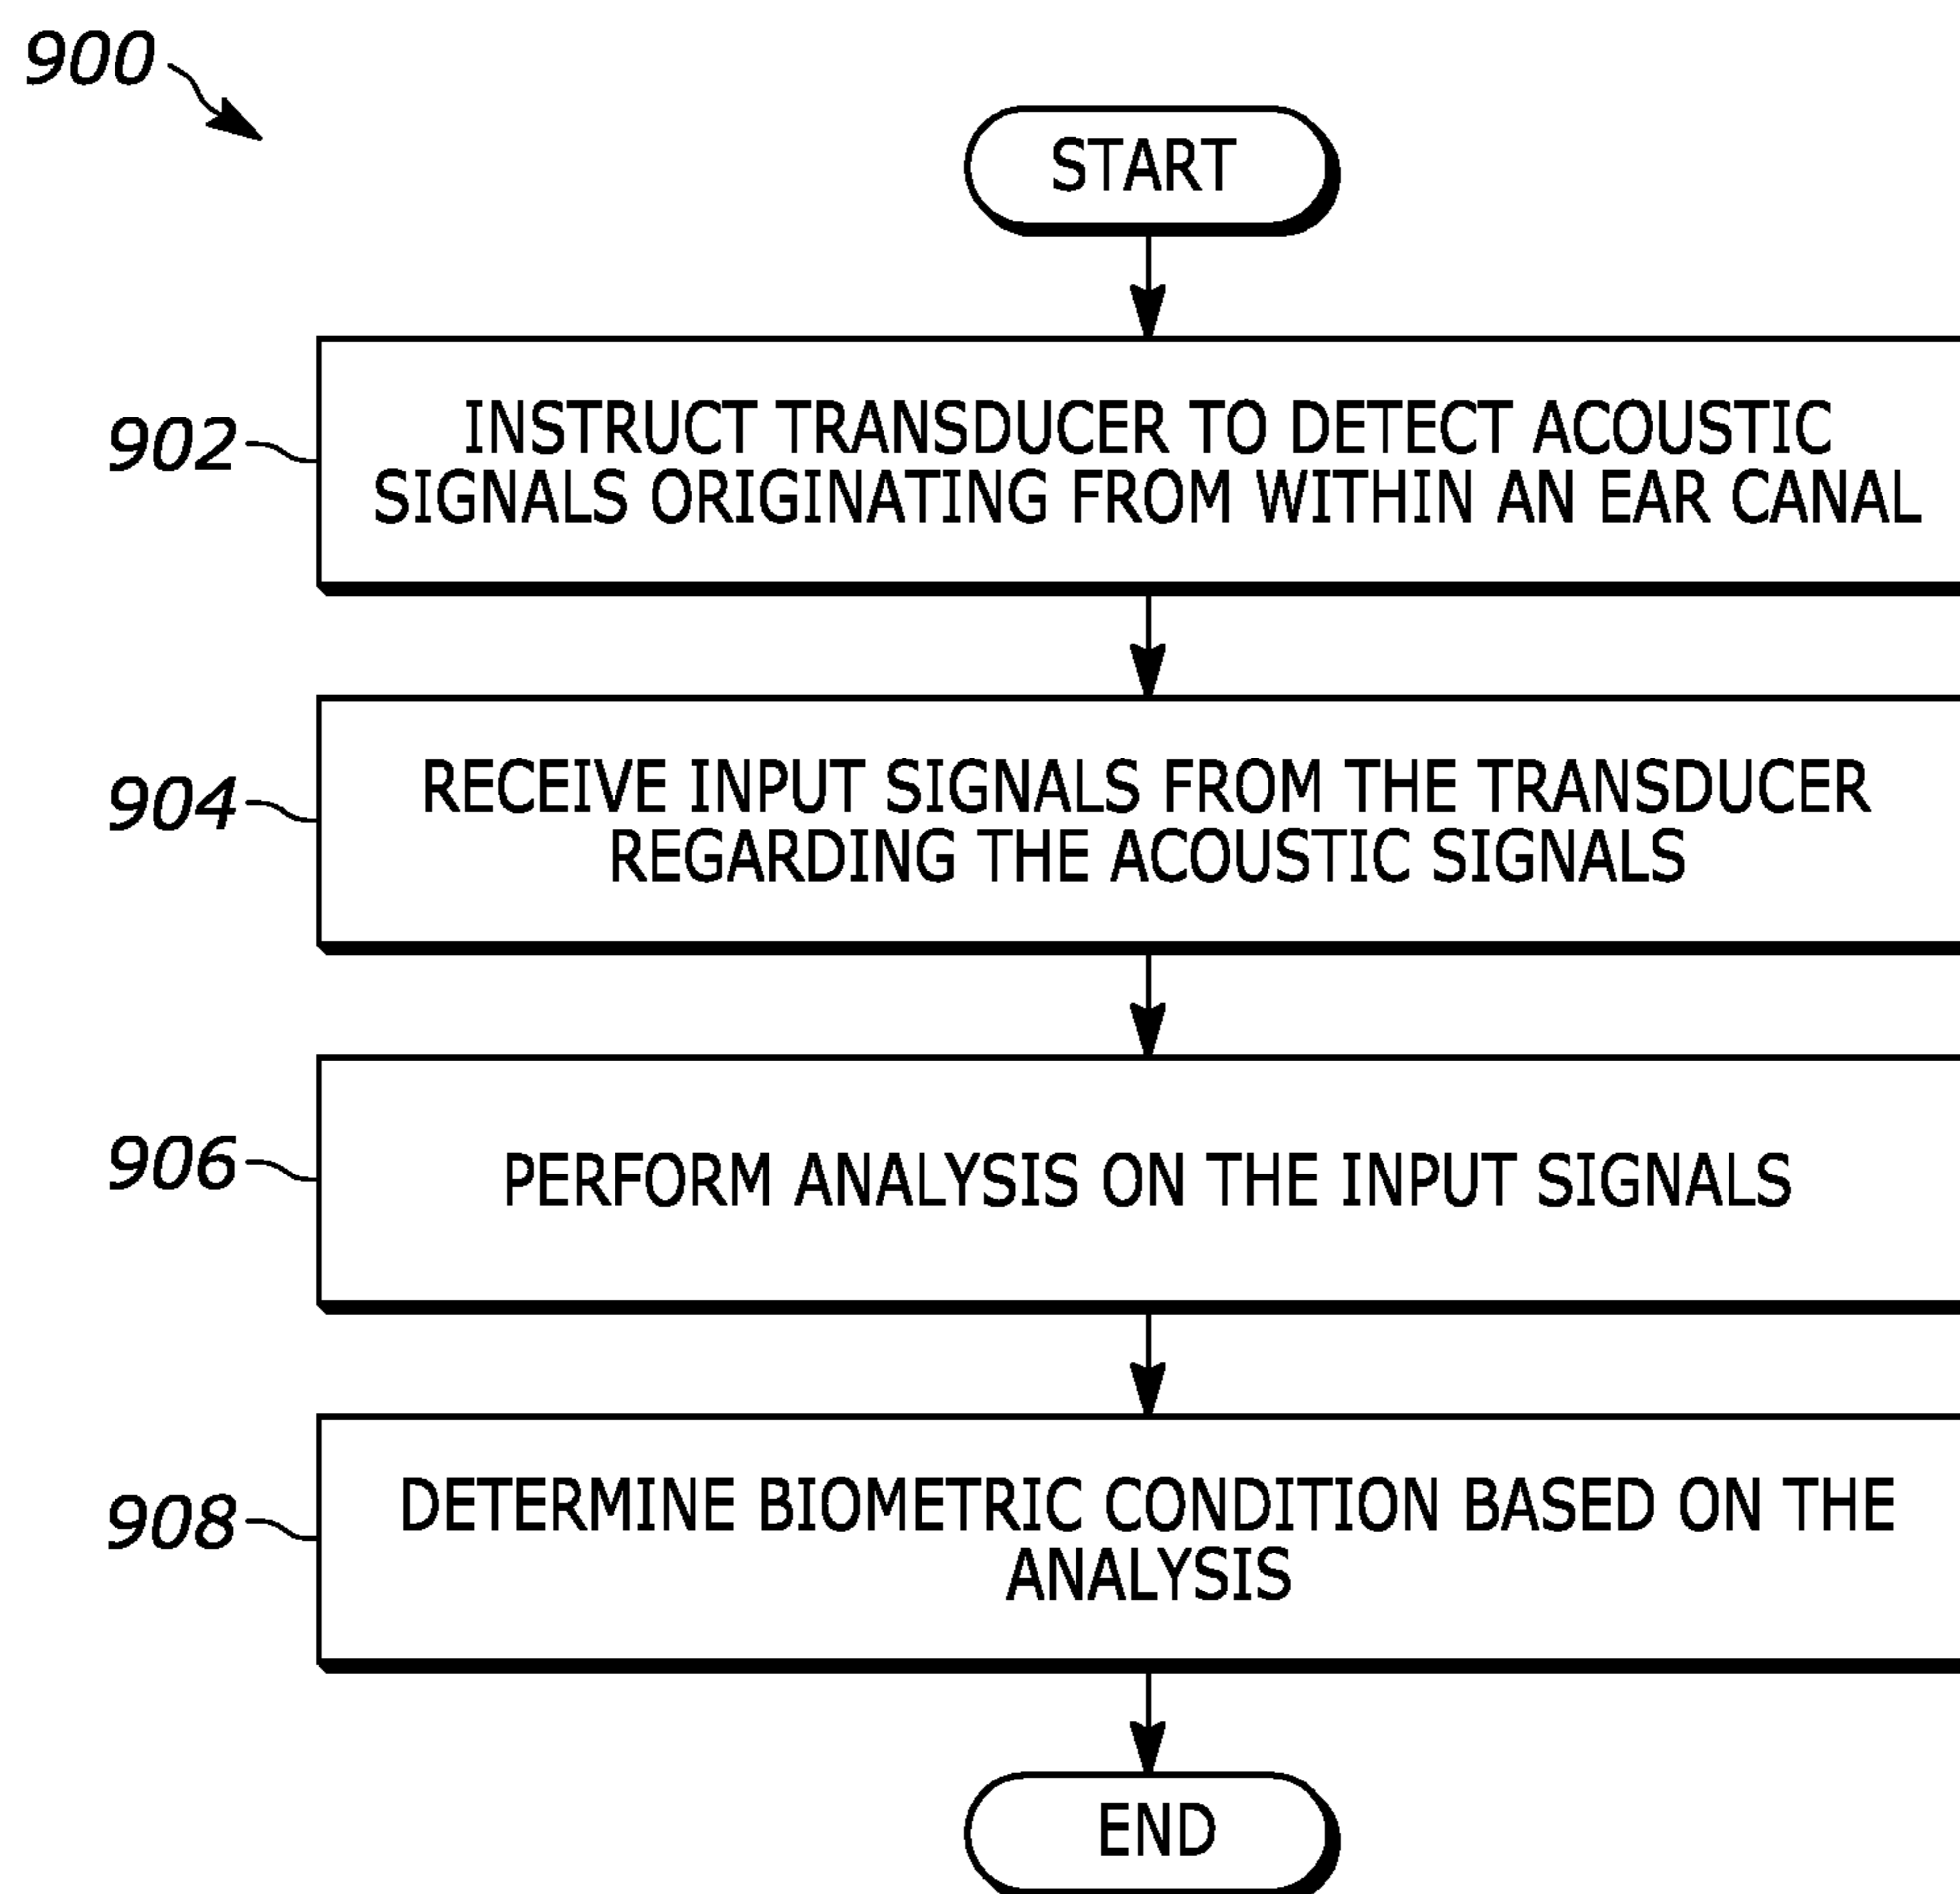 900
START
902
INSTRUCT TRANSDUCER TO DETECT ACOUSTIC
SIGNALS ORIGINATING FROM WITHIN AN EAR CANAL
904
RECEIVE INPUT SIGNALS FROM THE TRANSDUCER
REGARDING THE ACOUSTIC SIGNALS
906
PERFORM ANALYSIS ON THE INPUT SIGNALS
908
DETERMINE BIOMETRIC CONDITION BASED ON THE
ANALYSIS
END